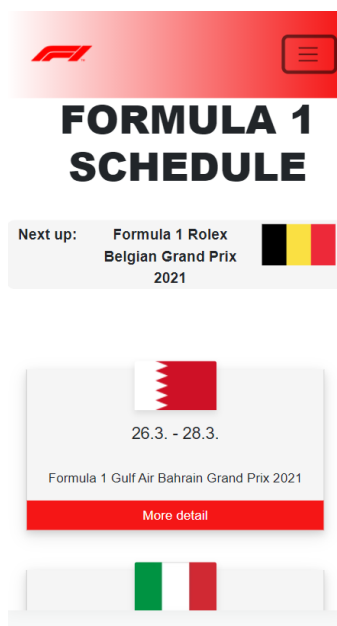 F1
FORMULA 1
SCHEDULE
Next up:
Formula 1 Rolex
Belgian Grand Prix
2021
26.3. - 28.3.
Formula 1 Gulf Air Bahrain Grand Prix 2021
More detail